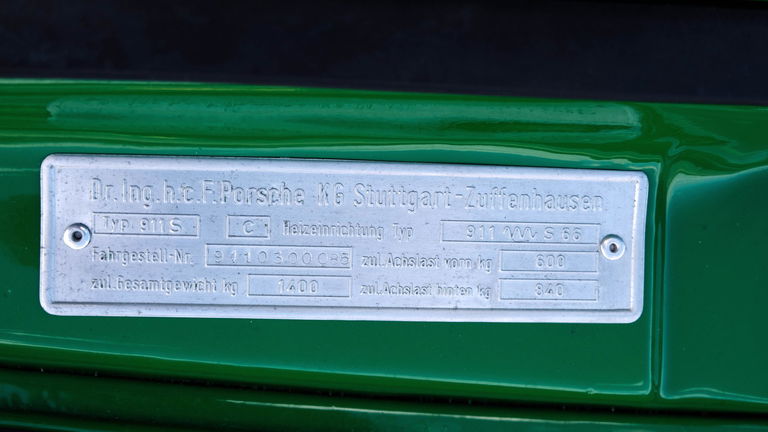 Dr. Ing. h.c. F. Porsche KG Stuttgart-Zuffenhausen
Typ. 911 S C Heizeinrichtung Typ 911 S 66
Fahrgestell-Nr. zul. Achslast vorn kg 600
zul. Gesamtgewicht kg 1400 zul. Achslast hinten kg 840